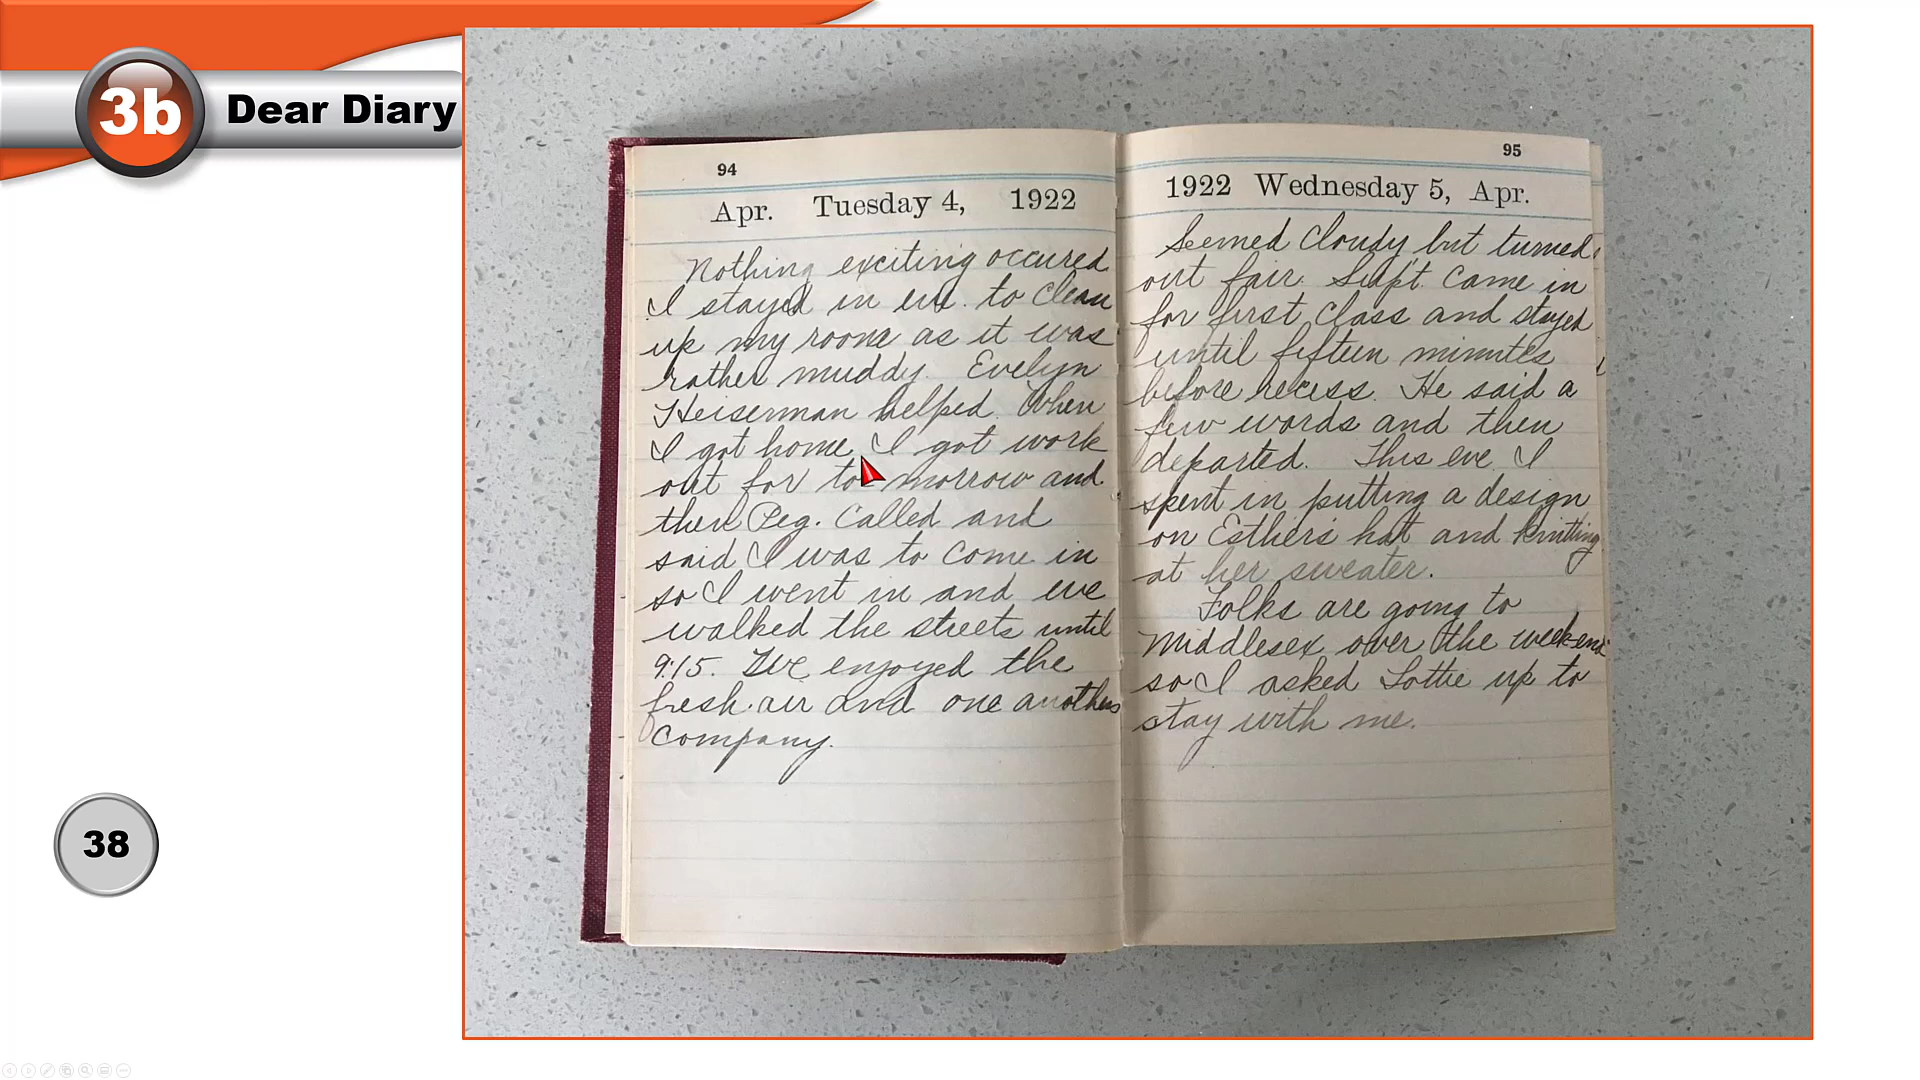 3b Dear Diary
94
Apr. Tuesday 4, 1922
Nothing exciting occured
I stayed in eve. to clean
up my room as it was
rather muddy. Evelyn
Heiserman helped. When
I got home I got work
out for to morrow and
then Peg. called and
said I was to come in
so I went in and we
walked the streets until
9:15. We enjoyed the
fresh air and one anothers
company.
95
1922 Wednesday 5, Apr.
Seemed cloudy but turned
out fair. Supt. came in
for first class and stayed
until fifteen minutes
before recess. He said a
few words and then
departed. This eve I
spent in putting a design
on Esther's hat and knitting
at her sweater.
Folks are going to
Middlesex over the week-end
so I asked Lottie up to
stay with me.
38